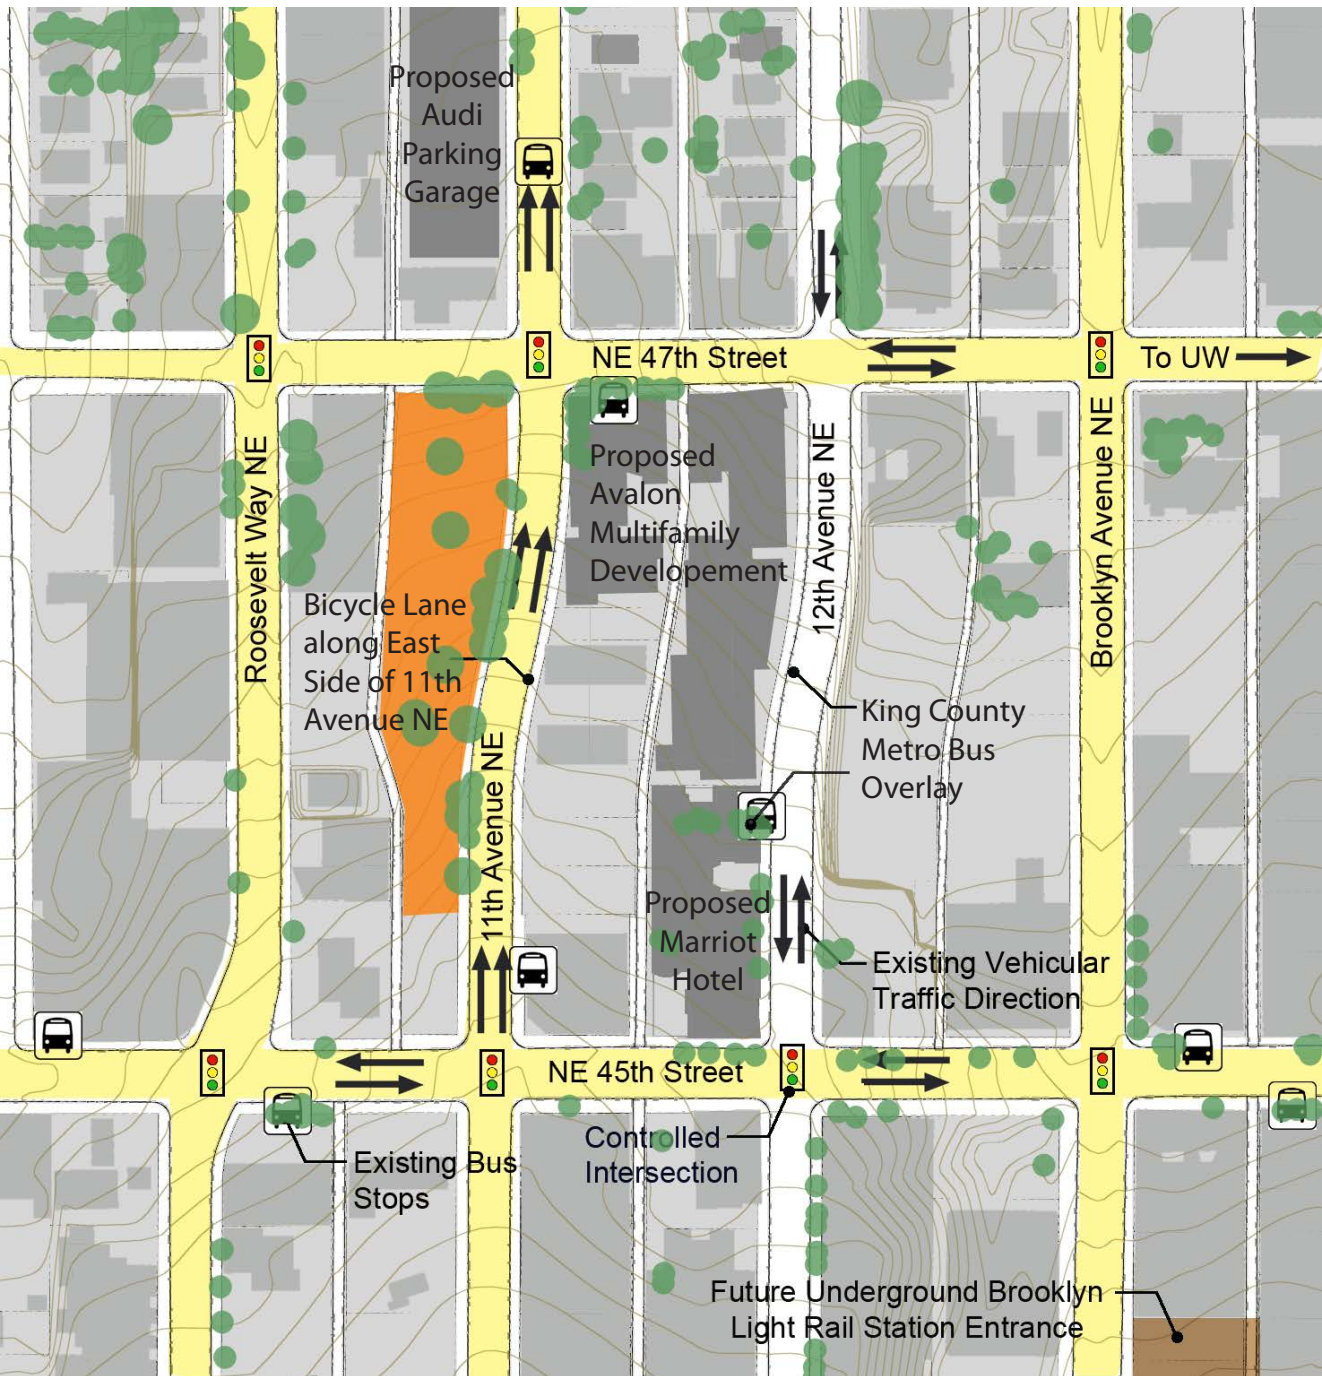 Proposed
Audi
Parking
Garage
NE 47th Street
To UW
Roosevelt Way NE
Proposed
Avalon
Multifamily
Developement
12th Avenue NE
Brooklyn Avenue NE
Bicycle Lane
along East
Side of 11th
Avenue NE
11th Avenue NE
King County
Metro Bus
Overlay
Proposed
Marriot
Hotel
Existing Vehicular
Traffic Direction
NE 45th Street
Controlled
Intersection
Existing Bus
Stops
Future Underground Brooklyn
Light Rail Station Entrance